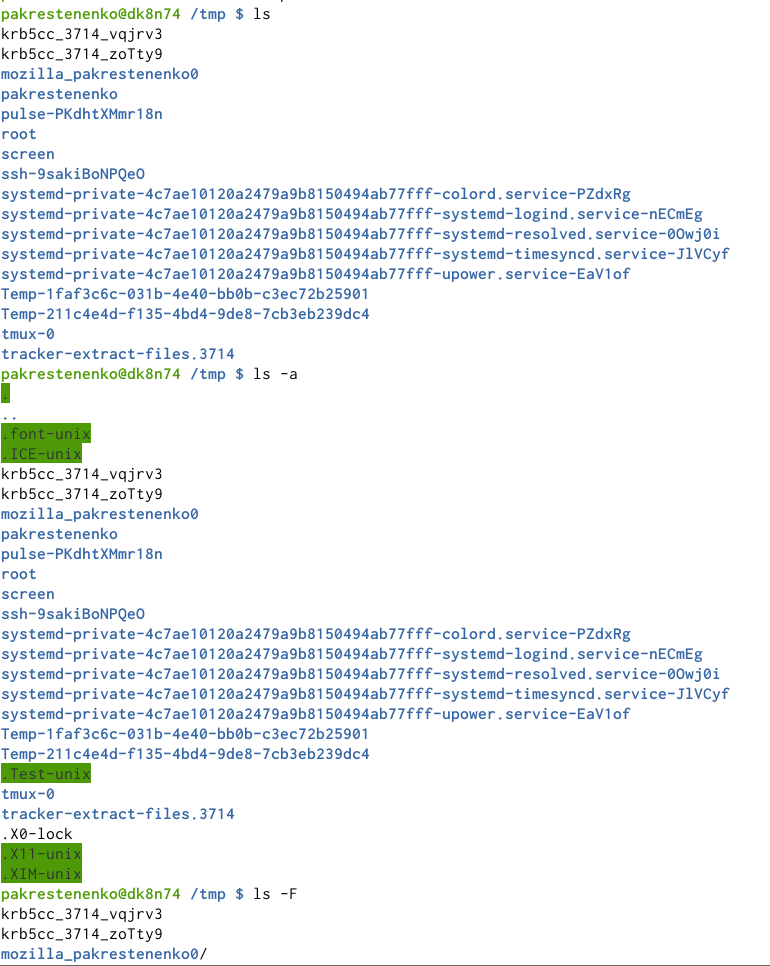 pakrestenenko@dk8n74 /tmp $ ls
krb5cc_3714_vqjrv3
krb5cc_3714_zoTty9
mozilla_pakrestenenko0
pakrestenenko
pulse-PKdhtXMmr18n
root
screen
ssh-9sakiBoNPQeO
systemd-private-4c7ae10120a2479a9b8150494ab77fff-colord.service-PZdxRg
systemd-private-4c7ae10120a2479a9b8150494ab77fff-systemd-logind.service-nECmEg
systemd-private-4c7ae10120a2479a9b8150494ab77fff-systemd-resolved.service-0Owj0i
systemd-private-4c7ae10120a2479a9b8150494ab77fff-systemd-timesyncd.service-JlVCyf
systemd-private-4c7ae10120a2479a9b8150494ab77fff-upower.service-EaV1of
Temp-1faf3c6c-031b-4e40-bb0b-c3ec72b25901
Temp-211c4e4d-f135-4bd4-9de8-7cb3eb239dc4
tmux-0
tracker-extract-files.3714
pakrestenenko@dk8n74 /tmp $ ls -a
.
..
.font-unix
.ICE-unix
krb5cc_3714_vqjrv3
krb5cc_3714_zoTty9
mozilla_pakrestenenko0
pakrestenenko
pulse-PKdhtXMmr18n
root
screen
ssh-9sakiBoNPQeO
systemd-private-4c7ae10120a2479a9b8150494ab77fff-colord.service-PZdxRg
systemd-private-4c7ae10120a2479a9b8150494ab77fff-systemd-logind.service-nECmEg
systemd-private-4c7ae10120a2479a9b8150494ab77fff-systemd-resolved.service-0Owj0i
systemd-private-4c7ae10120a2479a9b8150494ab77fff-systemd-timesyncd.service-JlVCyf
systemd-private-4c7ae10120a2479a9b8150494ab77fff-upower.service-EaV1of
Temp-1faf3c6c-031b-4e40-bb0b-c3ec72b25901
Temp-211c4e4d-f135-4bd4-9de8-7cb3eb239dc4
.Test-unix
tmux-0
tracker-extract-files.3714
.X0-lock
.X11-unix
.XIM-unix
pakrestenenko@dk8n74 /tmp $ ls -F
krb5cc_3714_vqjrv3
krb5cc_3714_zoTty9
mozilla_pakrestenenko0/